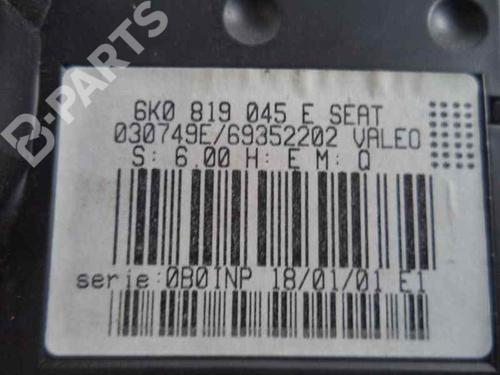 B-PARTS
6K0 819 045 E SEAT
030749E/69352202 VALEO
S: 6.00 H: E M: Q
serie:0B0INP 18/01/01 E1